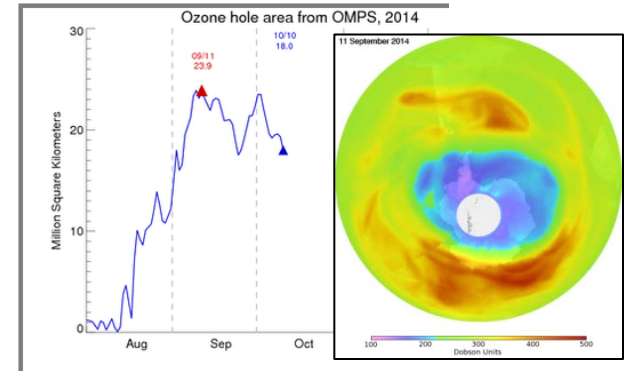 Ozone hole area from OMPS, 2014
30
20
10
0
Million Square Kilometers
09/11
23.9
10/10
18.0
Aug Sep Oct
11 September 2014
100 200 300 400 500
Dobson Units